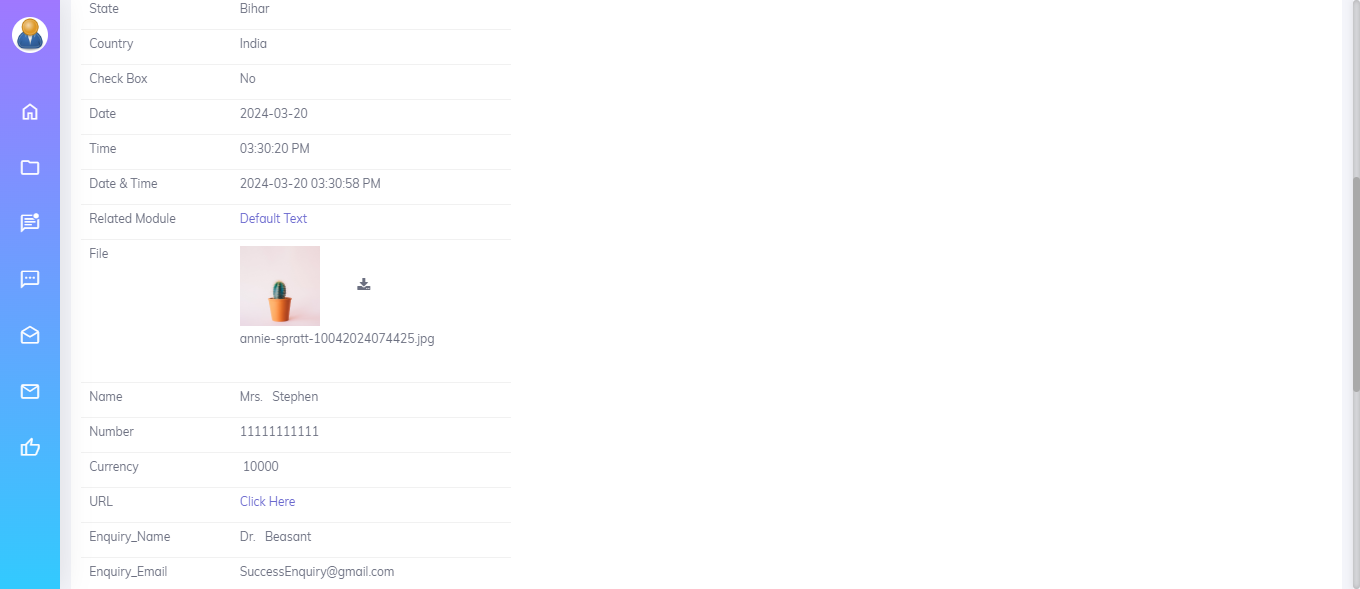 State Bihar
Country India
Check Box No
Date 2024-03-20
Time 03:30:20 PM
Date & Time 2024-03-20 03:30:58 PM
Related Module Default Text
File
annie-spratt-10042024074425.jpg
Name Mrs. Stephen
Number 11111111111
Currency 10000
URL Click Here
Enquiry_Name Dr. Beasant
Enquiry_Email SuccessEnquiry@gmail.com